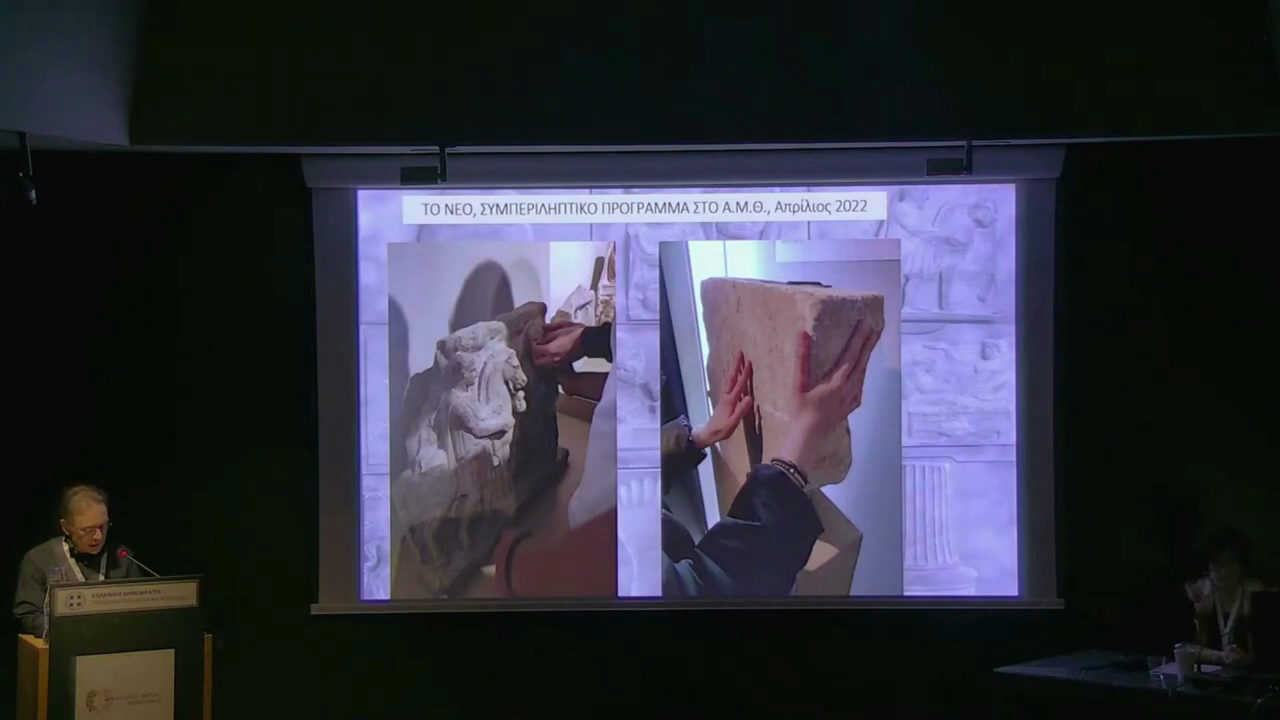 ΤΟ ΝΕΟ, ΣΥΜΠΕΡΙΛΗΠΤΙΚΟ ΠΡΟΓΡΑΜΜΑ ΣΤΟ Α.Μ.Θ., Απρίλιος 2022
ΕΛΛΗΝΙΚΗ ΔΗΜΟΚΡΑΤΙΑ